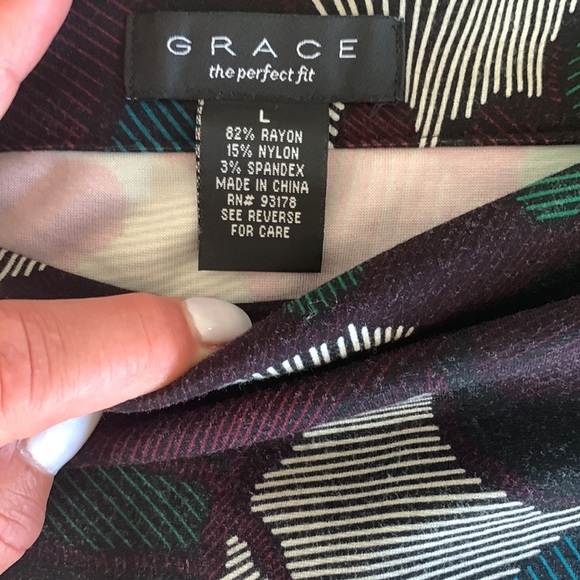 GRACE
the perfect fit
L
82% RAYON
15% NYLON
3% SPANDEX
MADE IN CHINA
RN# 93178
SEE REVERSE
FOR CARE